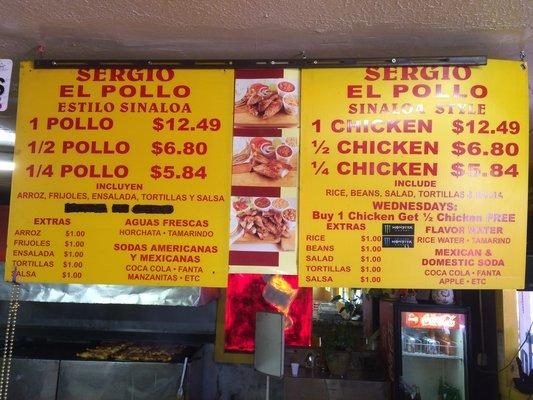 SERGIO
EL POLLO
ESTILO SINALOA
1 POLLO $12.49
1/2 POLLO $6.80
1/4 POLLO $5.84
INCLUYEN
ARROZ, FRIJOLES, ENSALADA, TORTILLAS Y SALSA
EXTRAS
ARROZ $1.00
FRIJOLES $1.00
ENSALADA $1.00
TORTILLAS $1.00
SALSA $1.00
AGUAS FRESCAS
HORCHATA • TAMARINDO
SODAS AMERICANAS
Y MEXICANAS
COCA COLA • FANTA
MANZANITAS • ETC
SERGIO
EL POLLO
SINALOA STYLE
1 CHICKEN $12.49
½ CHICKEN $6.80
¼ CHICKEN $5.84
INCLUDE
RICE, BEANS, SALAD, TORTILLAS &
WEDNESDAYS:
Buy 1 Chicken Get ½ Chicken FREE
EXTRAS
RICE $1.00
BEANS $1.00
SALAD $1.00
TORTILLAS $1.00
SALSA $1.00
MONSTER
MONSTER
FLAVOR WATER
RICE WATER • TAMARIND
MEXICAN &
DOMESTIC SODA
COCA COLA • FANTA
APPLE • ETC
Coca-Cola